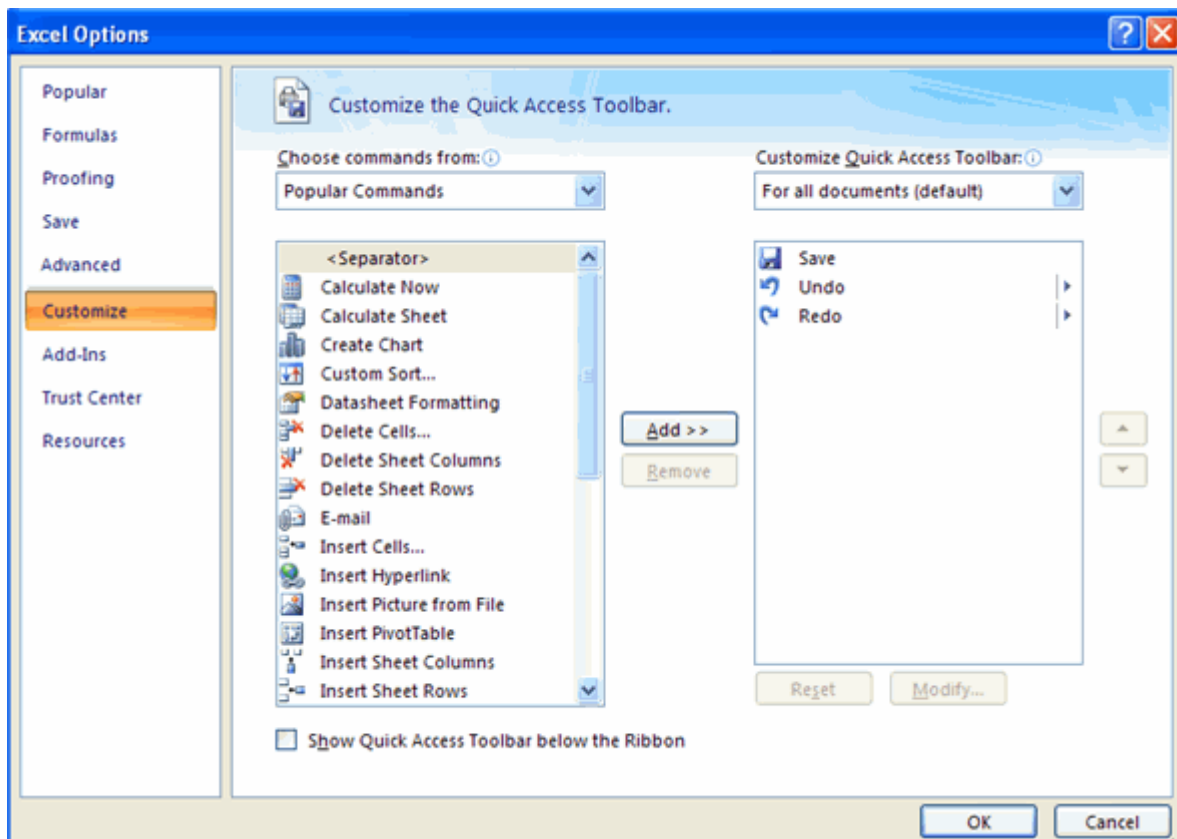 Excel Options
Popular
Formulas
Proofing
Save
Advanced
Customize
Add-Ins
Trust Center
Resources
Customize the Quick Access Toolbar.
Choose commands from:
Popular Commands
<Separator>
Calculate Now
Calculate Sheet
Create Chart
Custom Sort...
Datasheet Formatting
Delete Cells...
Delete Sheet Columns
Delete Sheet Rows
E-mail
Insert Cells...
Insert Hyperlink
Insert Picture from File
Insert PivotTable
Insert Sheet Columns
Insert Sheet Rows
Show Quick Access Toolbar below the Ribbon
Add >>
Remove
Customize Quick Access Toolbar:
For all documents (default)
Save
Undo
Redo
Reset
Modify...
OK
Cancel